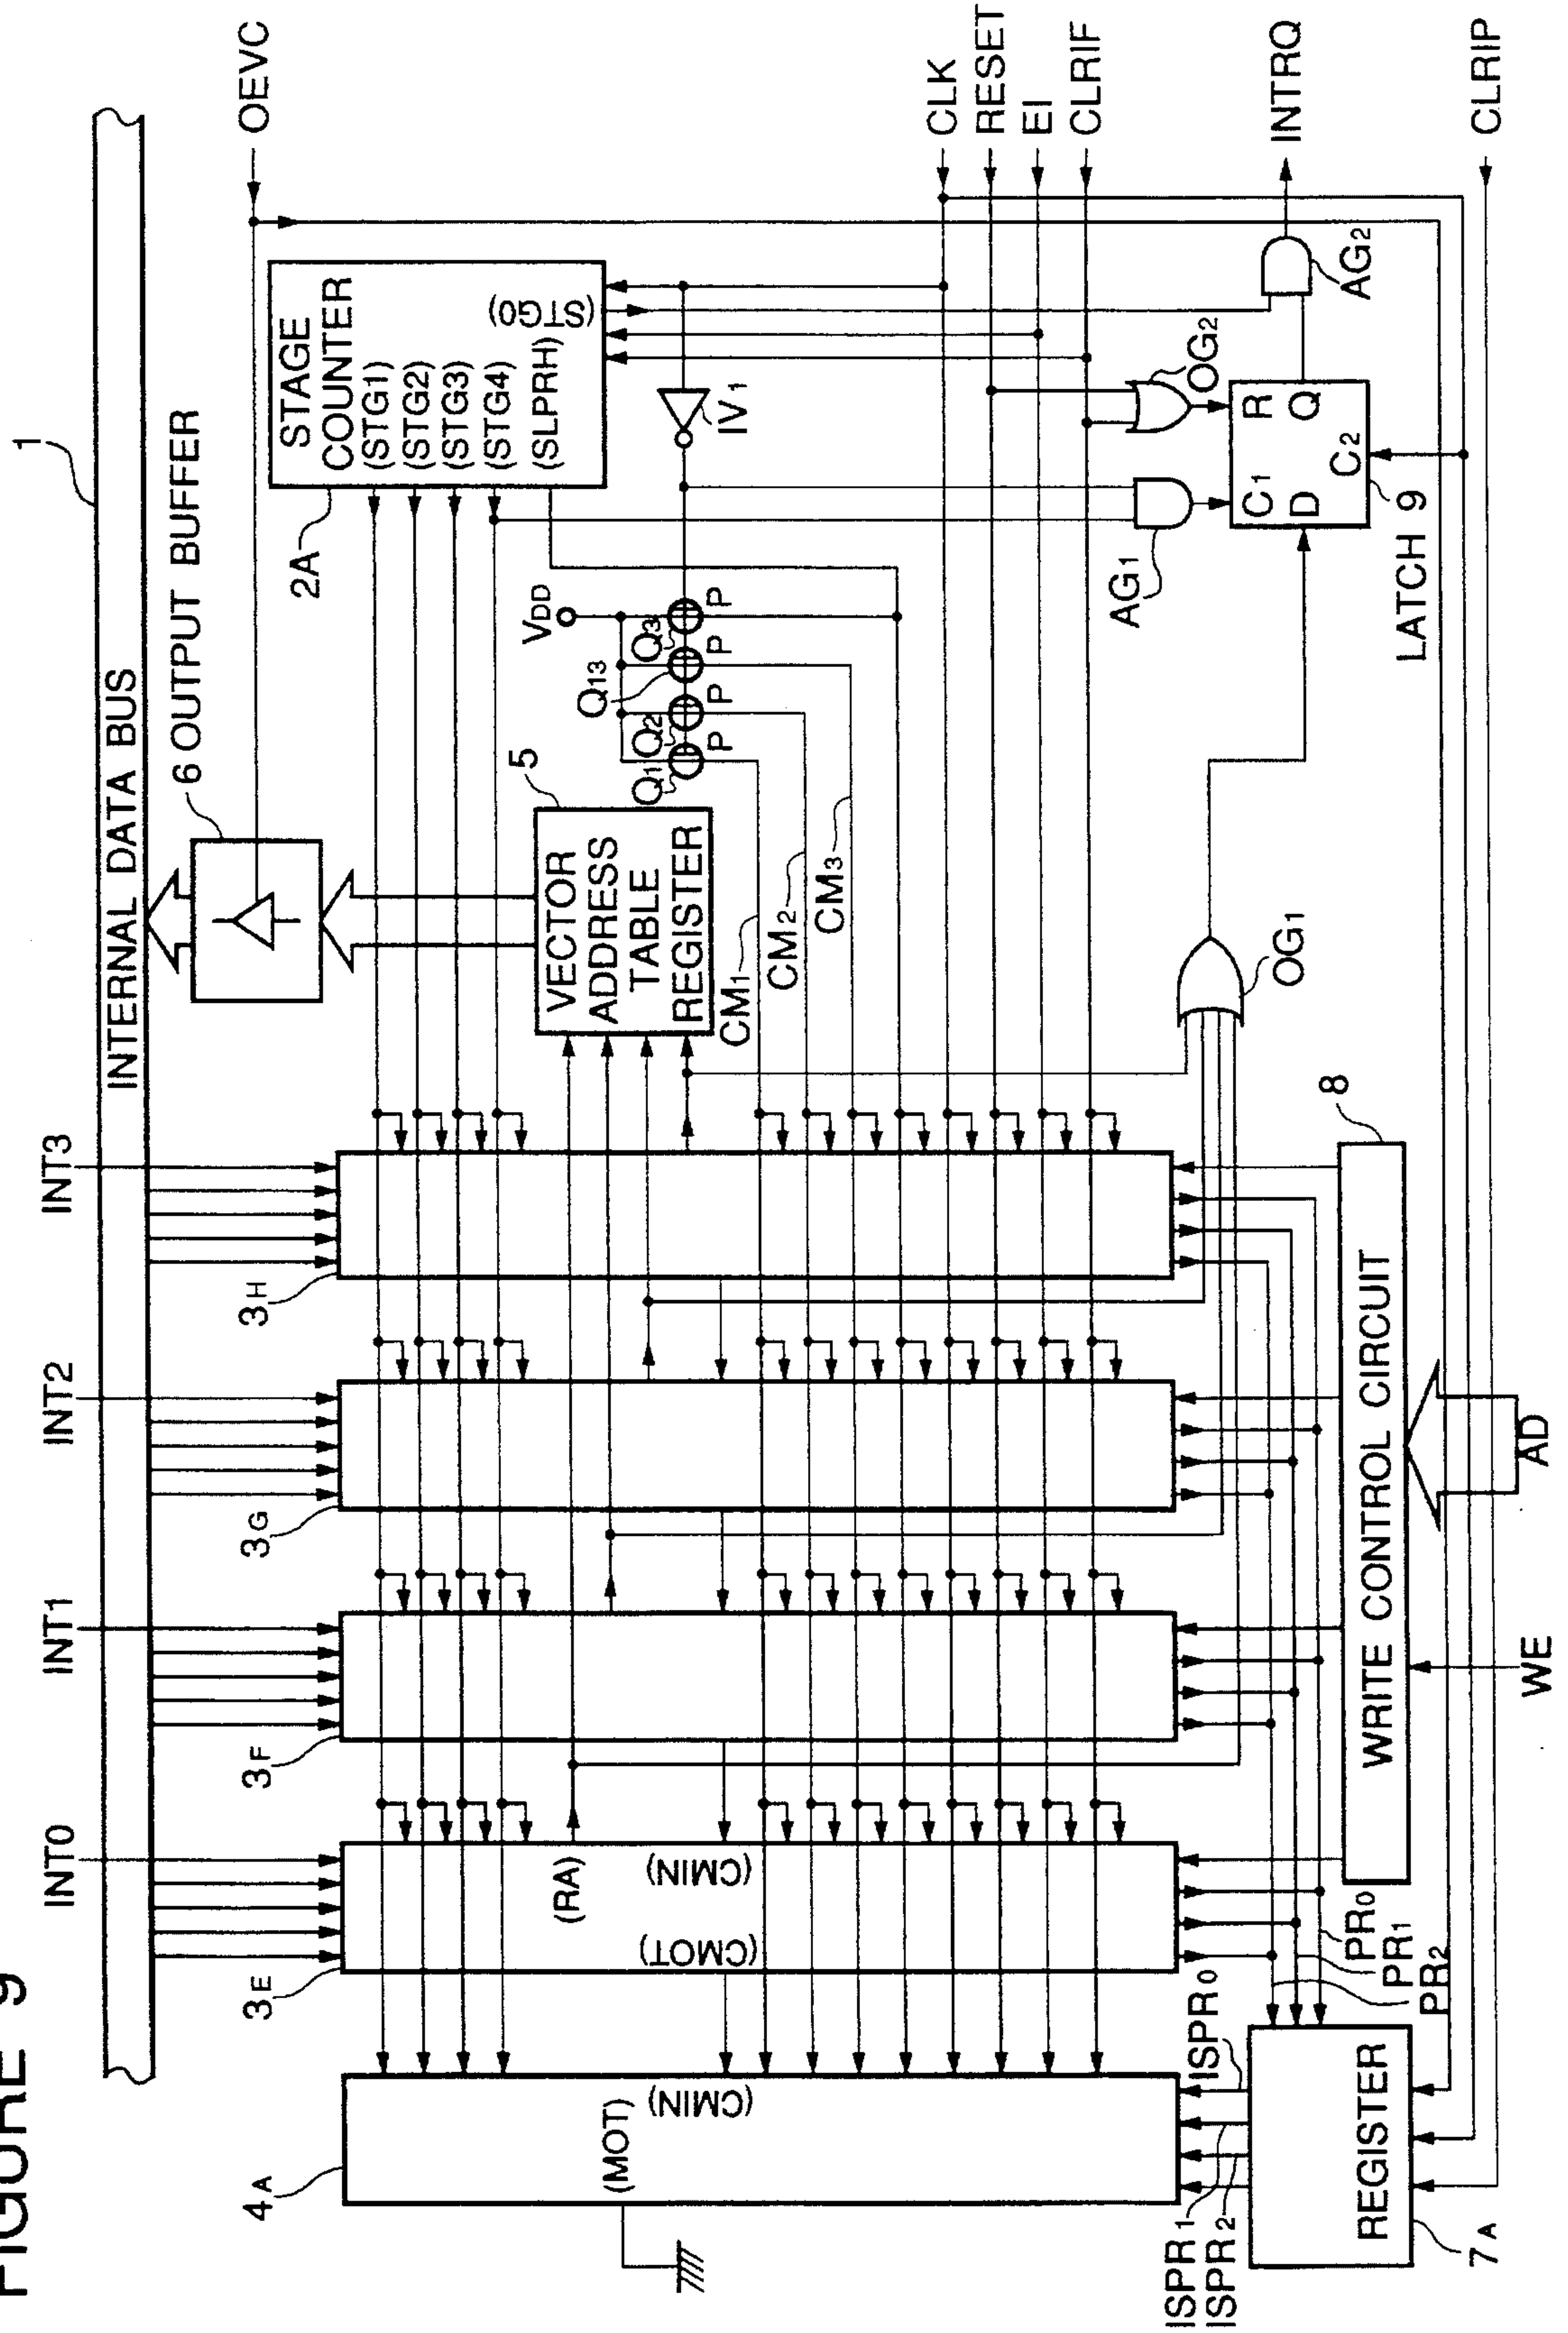 FIGURE 9
INT0
INT1
INT2
INT3
1
INTERNAL DATA BUS
6 OUTPUT BUFFER
OEVC
2A
STAGE
COUNTER
(STG1)
(STG2)
(STG3)
(STG4)
(SLPRH)
(STG0)
3E
3F
3G
3H
4A
(MOT)
(CMIN)
(CMOT)
(RA)
(CMIN)
5
VECTOR
ADDRESS
TABLE
REGISTER
VDD
Q1
Q2
Q13
Q3
P
P
P
P
IV1
CM1
CM2
CM3
CLK
RESET
EI
CLRIF
INTRQ
CLRIP
AG1
AG2
OG1
OG2
C1
R
D
Q
C2
LATCH 9
8
WRITE CONTROL CIRCUIT
WE
AD
ISPR0
ISPR1
ISPR2
PR0
PR1
PR2
REGISTER
7A